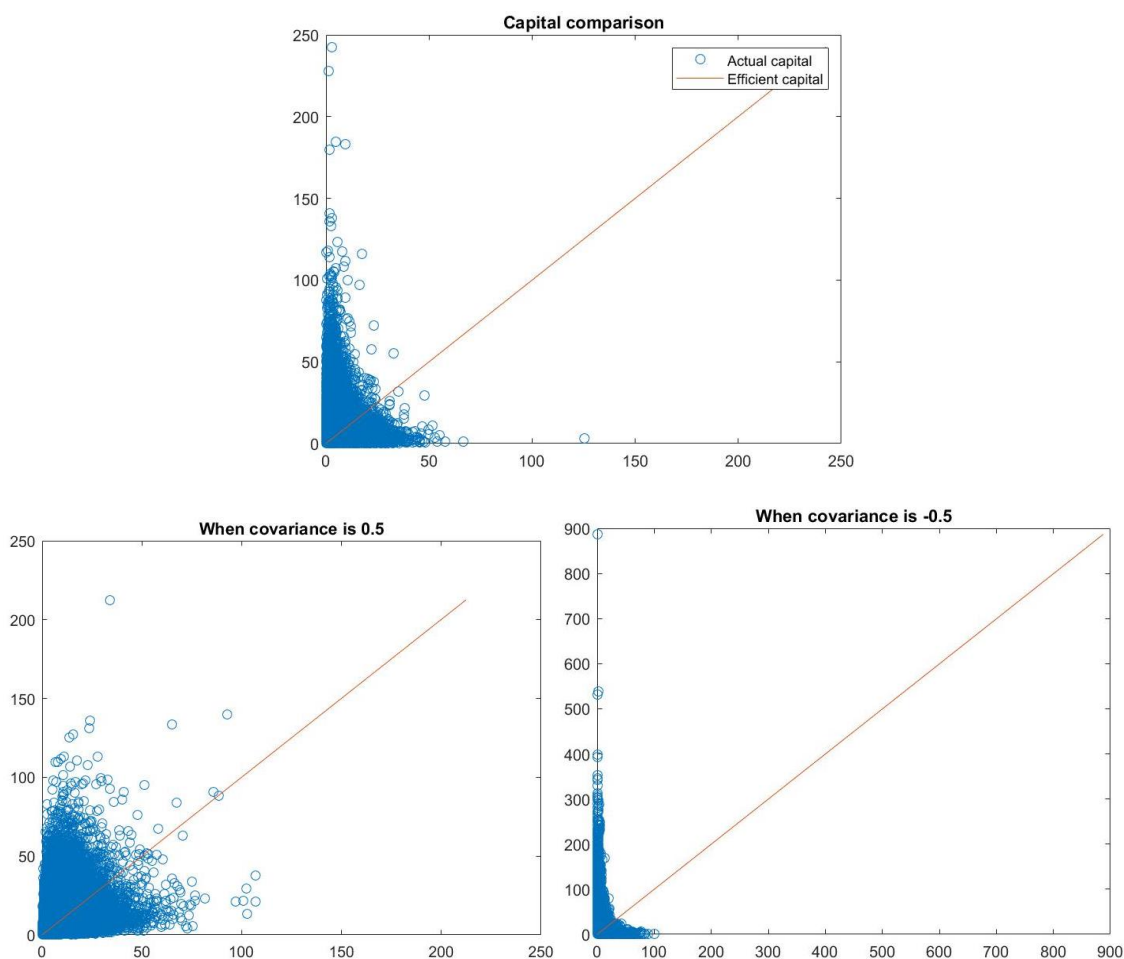 Capital comparison
250
200
150
100
50
0
Actual capital
Efficient capital
0 50 100 150 200 250
When covariance is 0.5
250
200
150
100
50
0
0 50 100 150 200 250
When covariance is -0.5
900
800
700
600
500
400
300
200
100
0
0 100 200 300 400 500 600 700 800 900